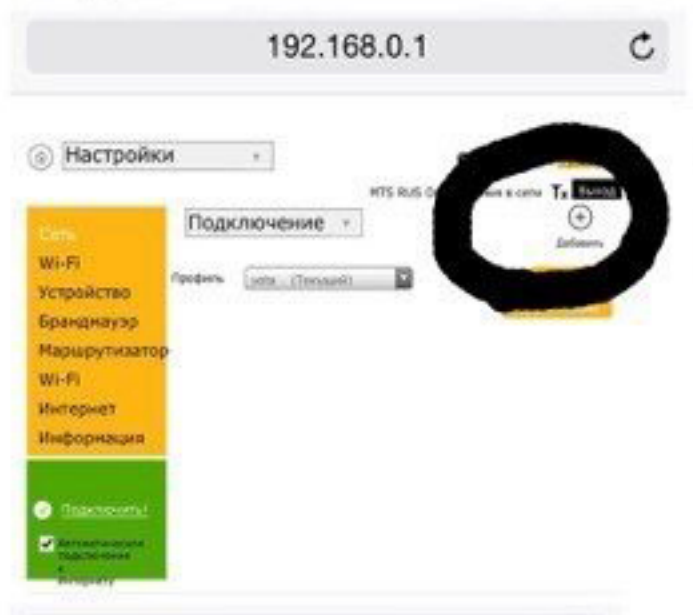 192.168.0.1
Настройки
MTS RUS в сети Tx Выход
Добавить
Подключение
Профиль (Текущий)
Сеть
Wi-Fi
Устройство
Брандмауэр
Маршрутизатор
Wi-Fi
Интернет
Информация
Подключить!
Автоматическое
подключение
к
Интернету